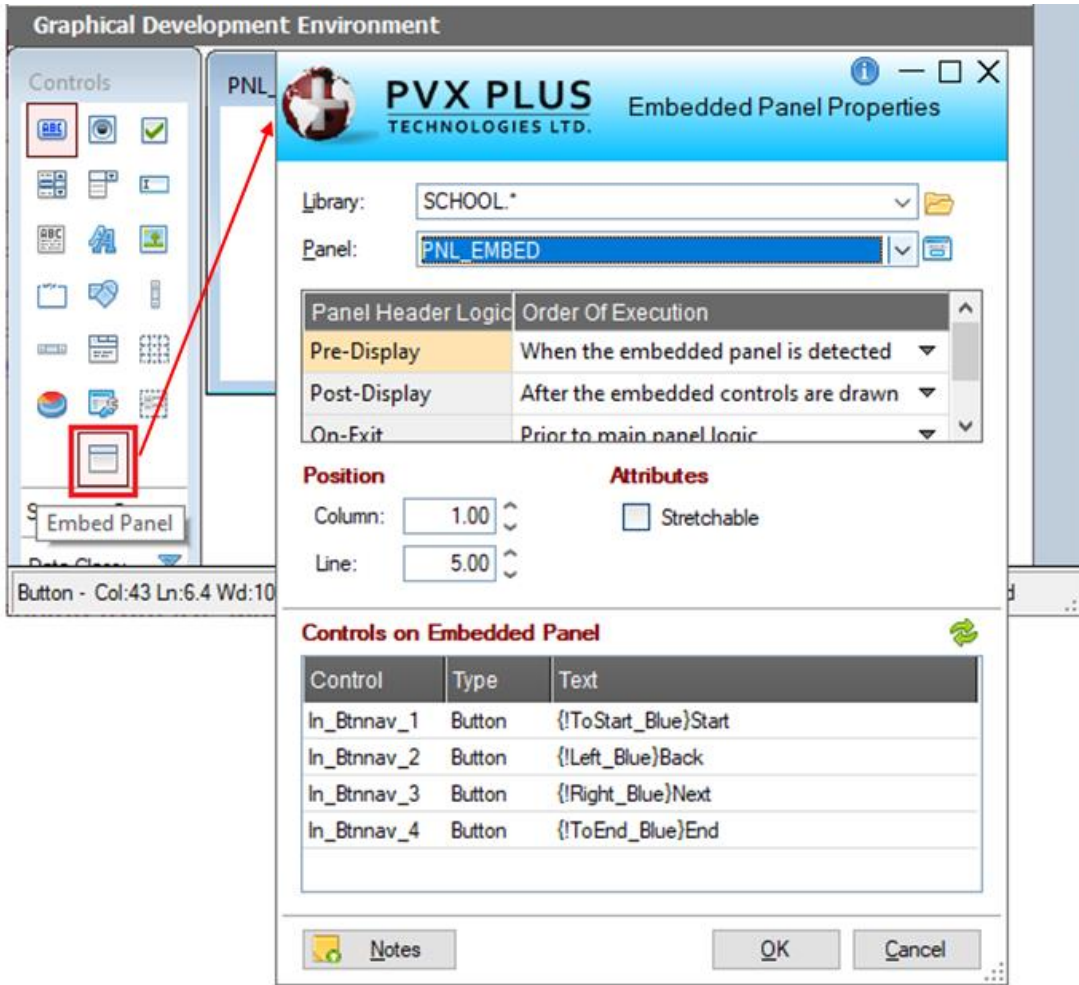 Graphical Development Environment
Controls
PNL_
PVX PLUS
TECHNOLOGIES LTD.
Embedded Panel Properties
Library: SCHOOL.*
Panel: PNL_EMBED
Panel Header Logic Order Of Execution
Pre-Display When the embedded panel is detected
Post-Display After the embedded controls are drawn
On-Exit Prior to main panel logic
Position Attributes
Column: 1.00 Stretchable
Line: 5.00
Embed Panel
Button - Col:43 Ln:6.4 Wd:10
Controls on Embedded Panel
Control Type Text
In_Btnnav_1 Button {!ToStart_Blue}Start
In_Btnnav_2 Button {!Left_Blue}Back
In_Btnnav_3 Button {!Right_Blue}Next
In_Btnnav_4 Button {!ToEnd_Blue}End
Notes OK Cancel